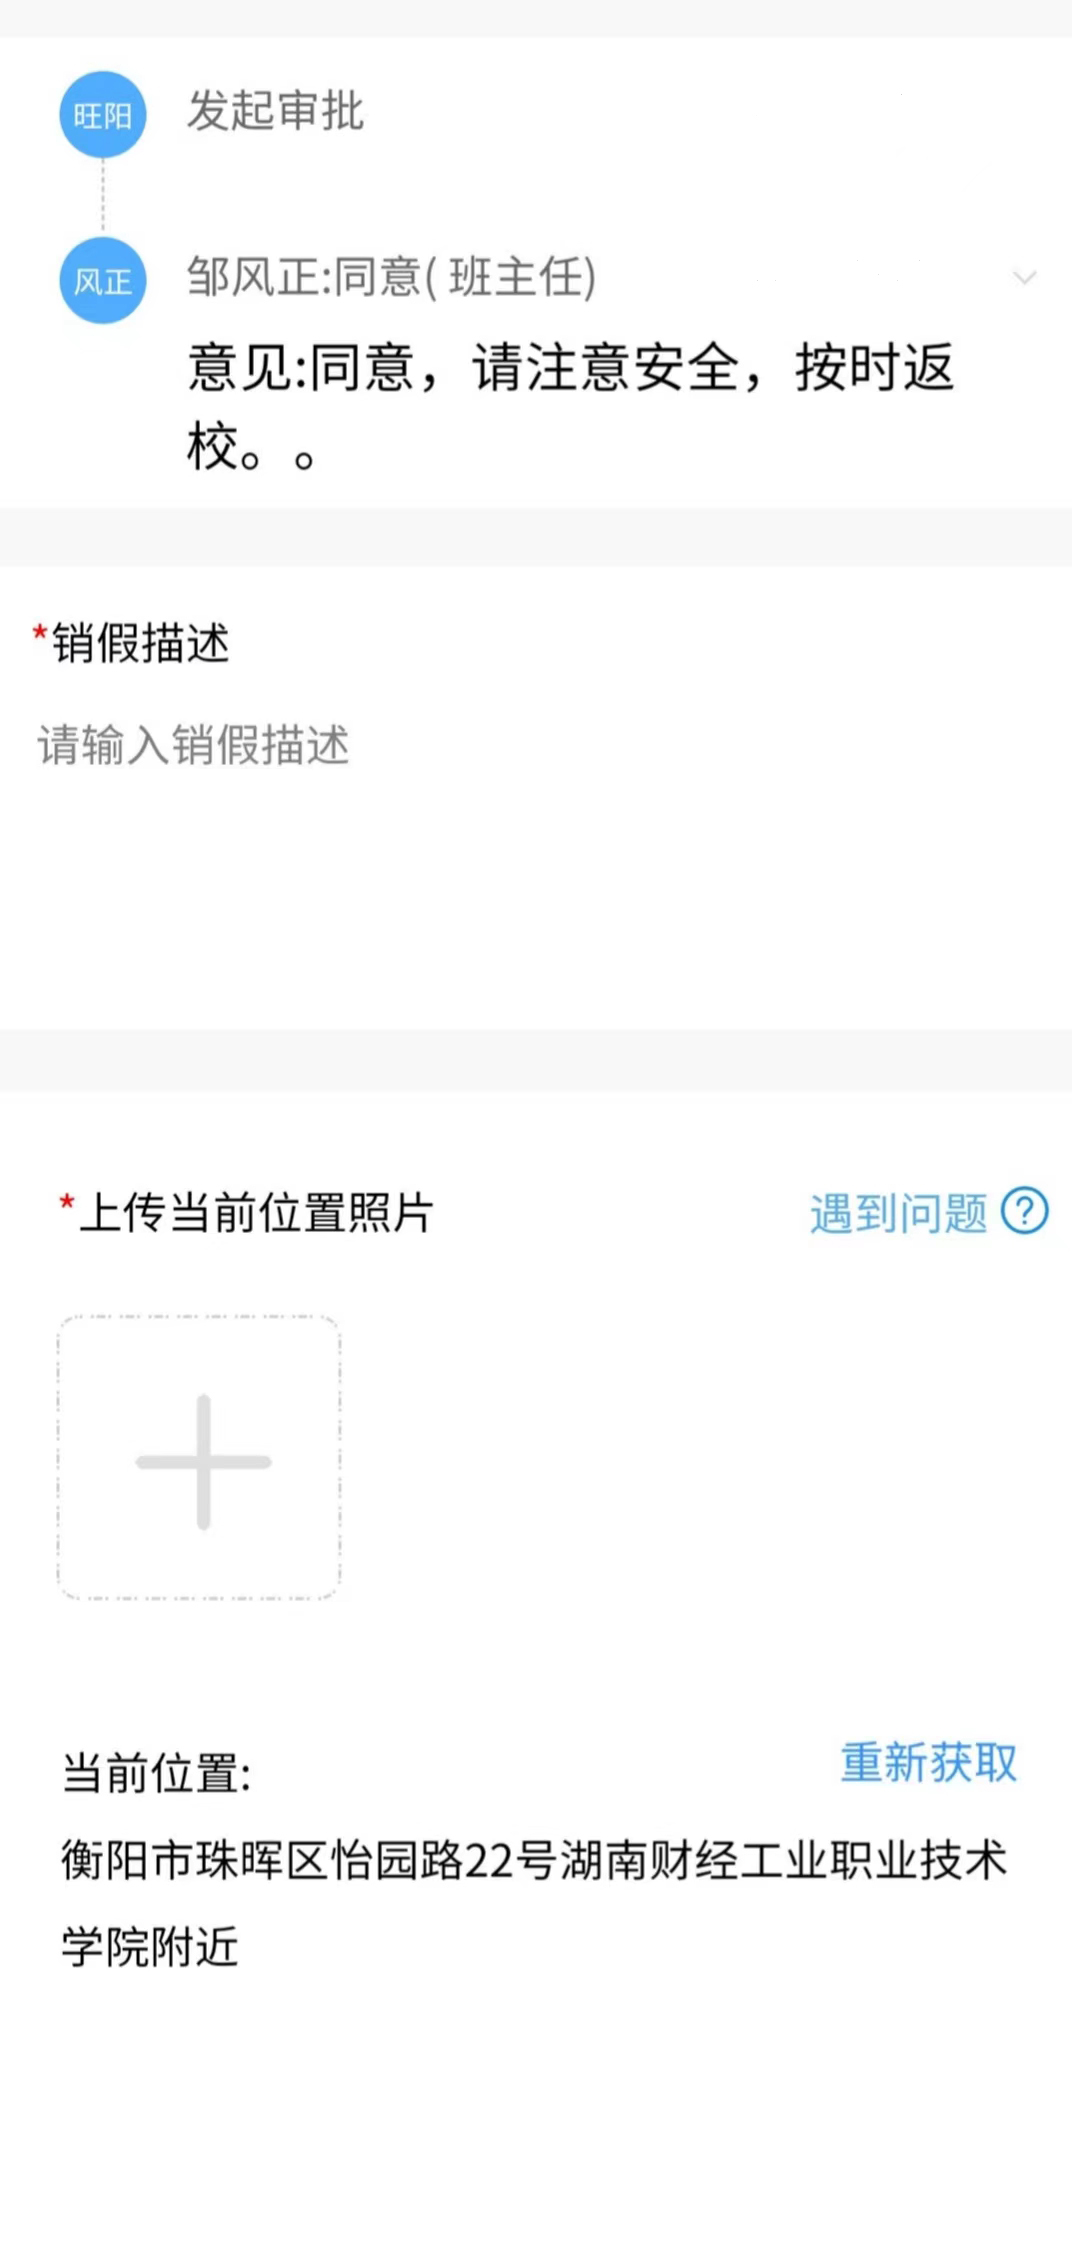 旺阳 发起审批
风正 邹风正:同意( 班主任)
意见:同意，请注意安全，按时返
校。。
*销假描述
请输入销假描述
*上传当前位置照片 遇到问题 ?
当前位置: 重新获取
衡阳市珠晖区怡园路22号湖南财经工业职业技术
学院附近